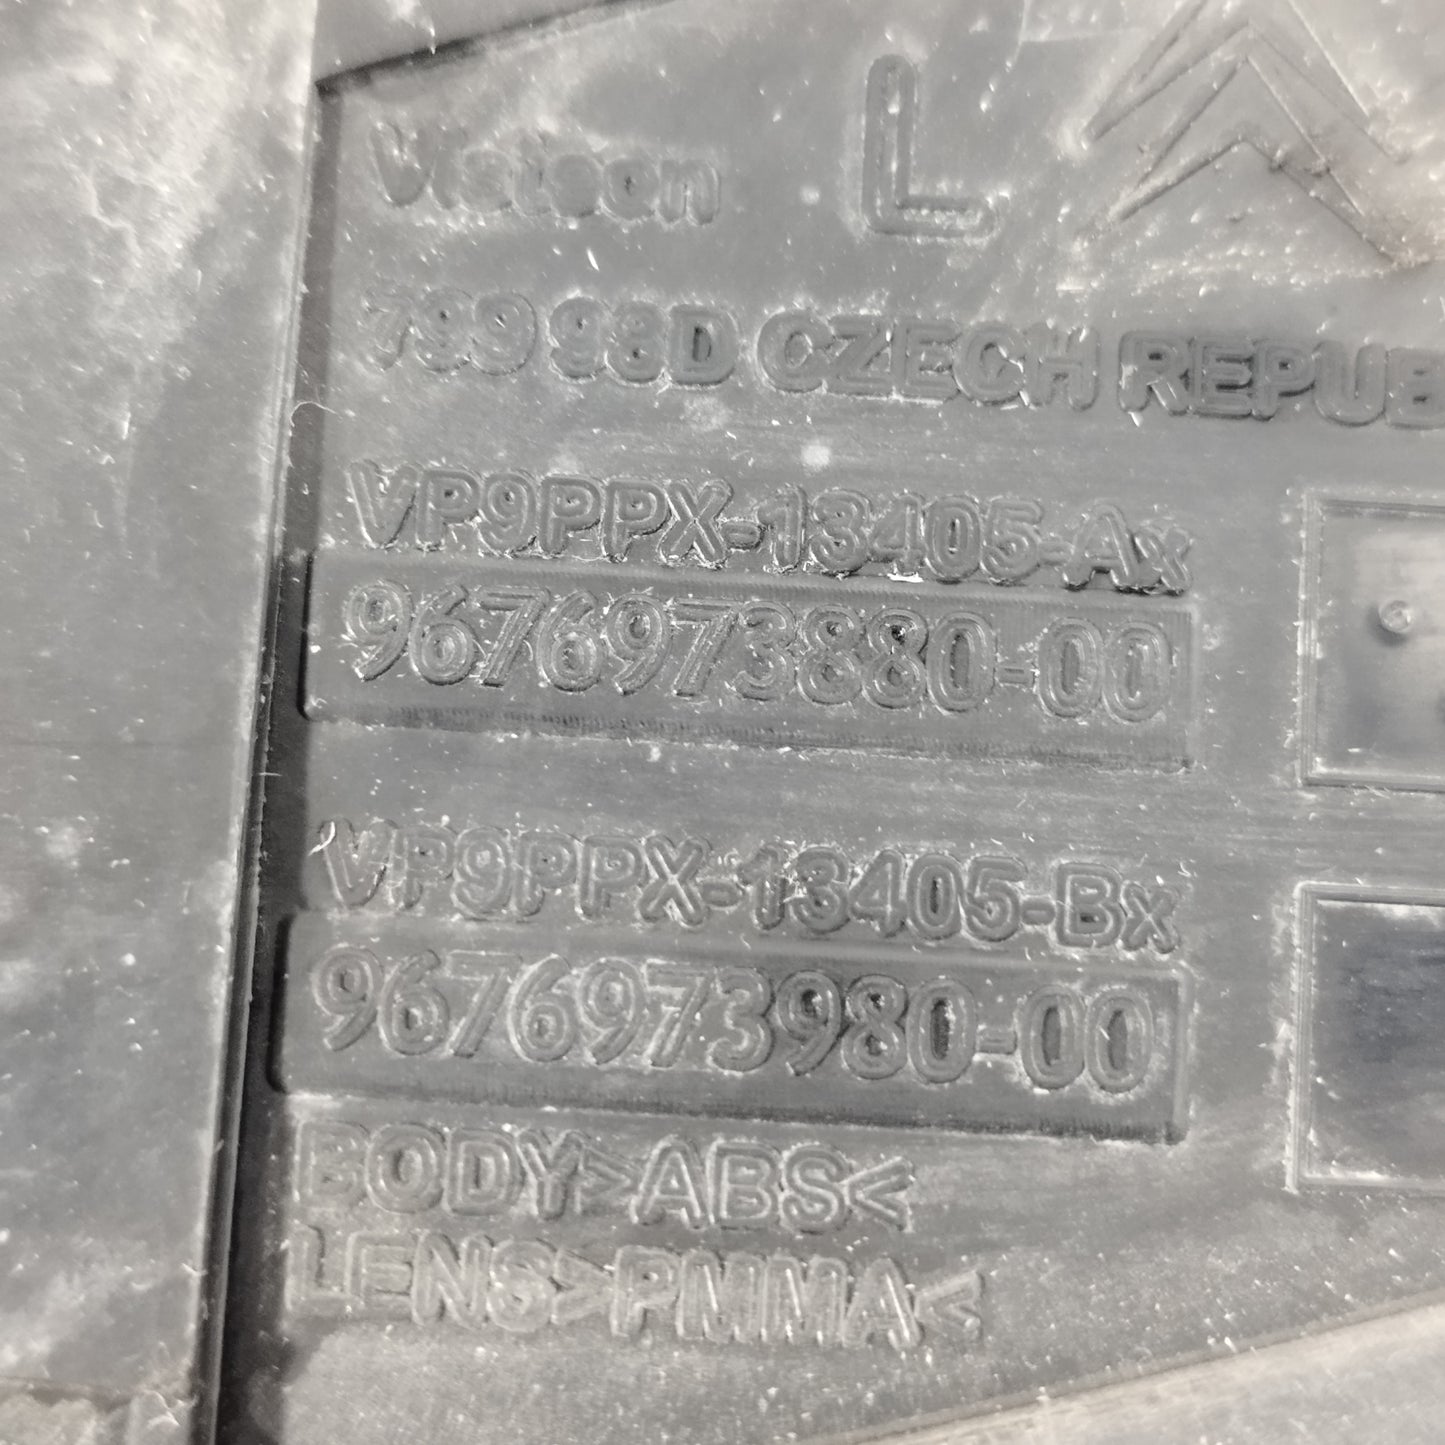 Visteon L
799 98D CZECH REPUB
VP9PPX-13405-Ax
9676973880-00
VP9PPX-13405-Bx
9676973980-00
BODY>ABS<
LENS>PMMA<